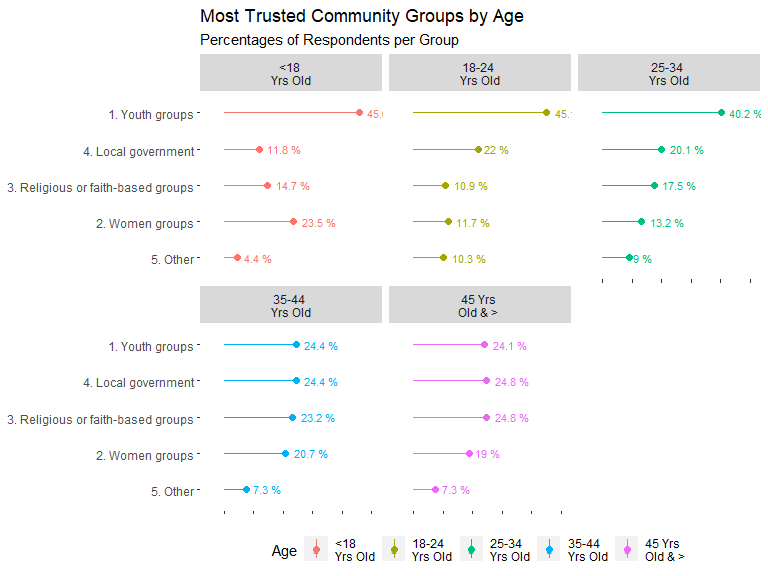 Most Trusted Community Groups by Age
Percentages of Respondents per Group
<18
Yrs Old
18-24
Yrs Old
25-34
Yrs Old
1. Youth groups
4. Local government
3. Religious or faith-based groups
2. Women groups
5. Other
11.8 %
14.7 %
23.5 %
4.4 %
22 %
10.9 %
11.7 %
10.3 %
40.2 %
20.1 %
17.5 %
13.2 %
9 %
35-44
Yrs Old
45 Yrs
Old & >
1. Youth groups
4. Local government
3. Religious or faith-based groups
2. Women groups
5. Other
24.4 %
24.4 %
23.2 %
20.7 %
7.3 %
24.1 %
24.8 %
24.8 %
19 %
7.3 %
Age
<18
Yrs Old
18-24
Yrs Old
25-34
Yrs Old
35-44
Yrs Old
45 Yrs
Old & >